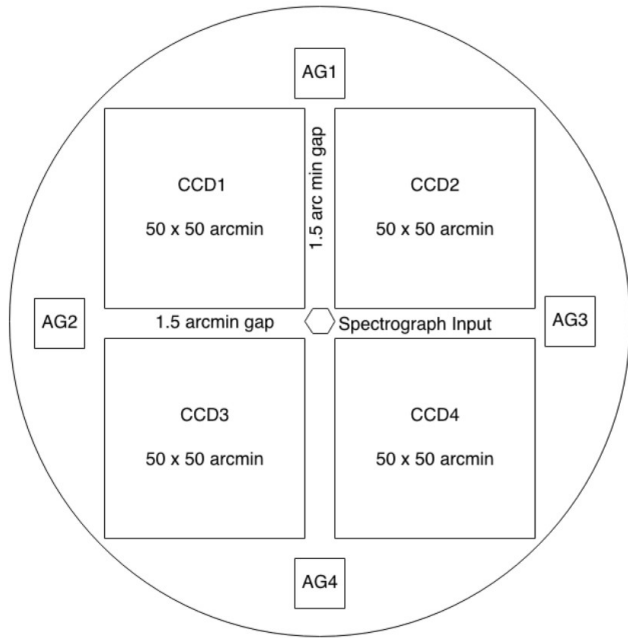 AG1
CCD1
50 x 50 arcmin
1.5 arc min gap
CCD2
50 x 50 arcmin
AG2
1.5 arcmin gap
Spectrograph Input
AG3
CCD3
50 x 50 arcmin
CCD4
50 x 50 arcmin
AG4